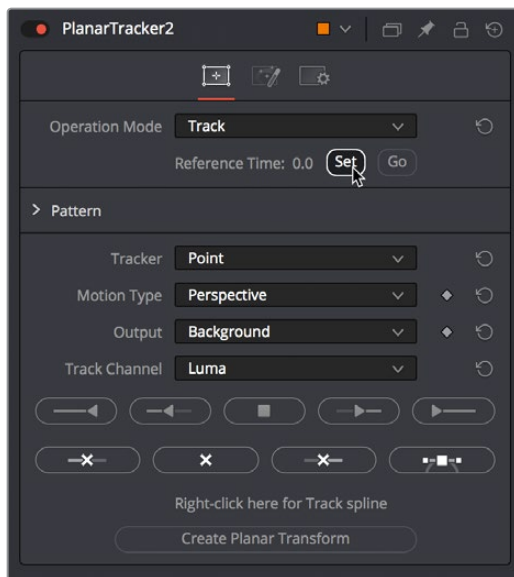 PlanarTracker2
Operation Mode Track
Reference Time: 0.0 Set Go
Pattern
Tracker Point
Motion Type Perspective
Output Background
Track Channel Luma
Right-click here for Track spline
Create Planar Transform